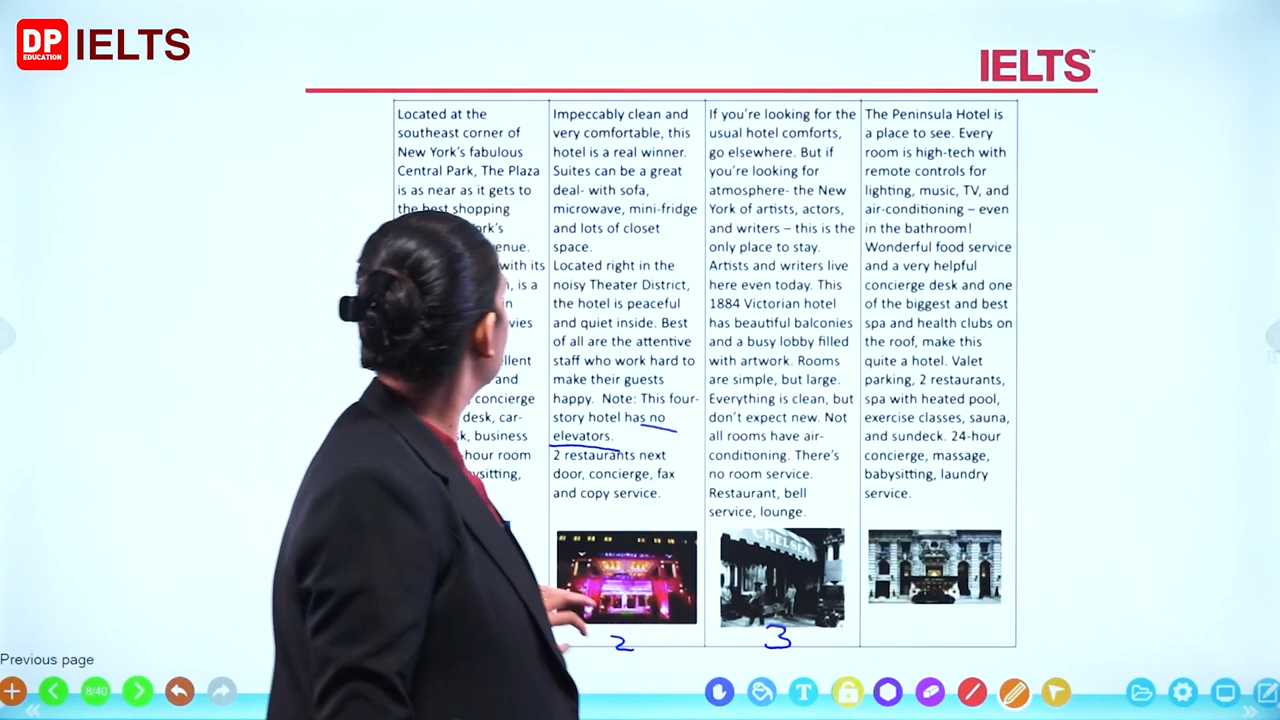 DP
EDUCATION
IELTS
IELTS™
Located at the
southeast corner of
New York's fabulous
Central Park, The Plaza
is as near as it gets to
the best shopping
with its
is a
and
concierge
desk, car-
business
hour room
Impeccably clean and
very comfortable, this
hotel is a real winner.
Suites can be a great
deal- with sofa,
microwave, mini-fridge
and lots of closet
space.
Located right in the
noisy Theater District,
the hotel is peaceful
and quiet inside. Best
of all are the attentive
staff who work hard to
make their guests
happy. Note: This four-
story hotel has no
elevators.
2 restaurants next
door, concierge, fax
and copy service.
2
If you're looking for the
usual hotel comforts,
go elsewhere. But if
you're looking for
atmosphere- the New
York of artists, actors,
and writers – this is the
only place to stay.
Artists and writers live
here even today. This
1884 Victorian hotel
has beautiful balconies
and a busy lobby filled
with artwork. Rooms
are simple, but large.
Everything is clean, but
don't expect new. Not
all rooms have air-
conditioning. There's
no room service.
Restaurant, bell
service, lounge.
CHELSEA
3
The Peninsula Hotel is
a place to see. Every
room is high-tech with
remote controls for
lighting, music, TV, and
air-conditioning – even
in the bathroom!
Wonderful food service
and a very helpful
concierge desk and one
of the biggest and best
spa and health clubs on
the roof, make this
quite a hotel. Valet
parking, 2 restaurants,
spa with heated pool,
exercise classes, sauna,
and sundeck. 24-hour
concierge, massage,
babysitting, laundry
service.
Previous page
8/40
T